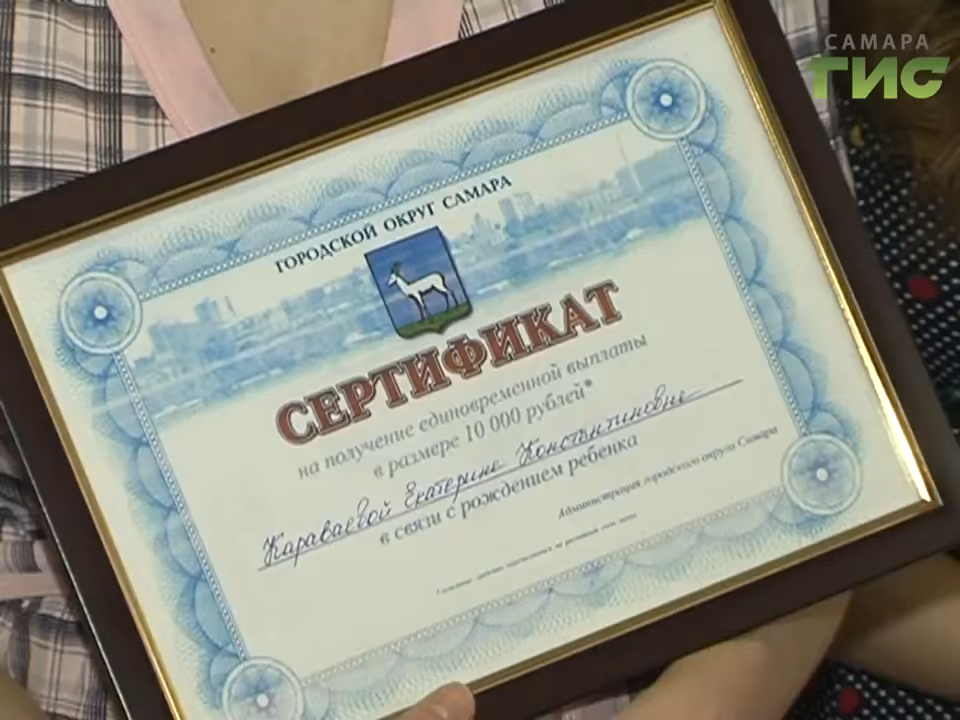 САМАРА
ГИС
ГОРОДСКОЙ ОКРУГ САМАРА
СЕРТИФИКАТ
на получение единовременной выплаты
в размере 10 000 рублей*
Караваевой Екатерине Константиновне
в связи с рождением ребенка
Администрация городского округа Самара